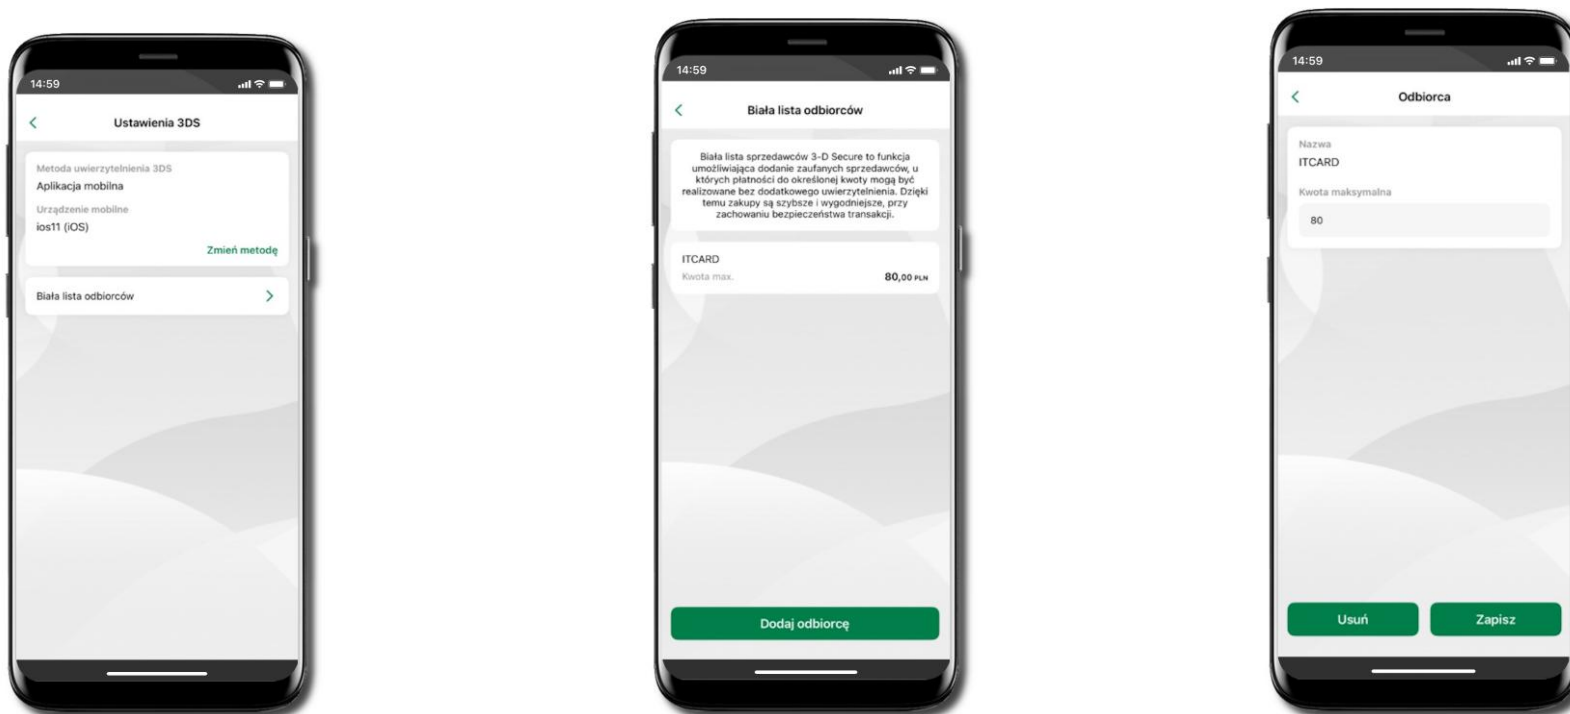 14:59
Ustawienia 3DS
Metoda uwierzytelnienia 3DS
Aplikacja mobilna
Urządzenie mobilne
ios11 (iOS)
Zmień metodę
Biała lista odbiorców
14:59
Biała lista odbiorców
Biała lista sprzedawców 3-D Secure to funkcja
umożliwiająca dodanie zaufanych sprzedawców, u
których płatności do określonej kwoty mogą być
realizowane bez dodatkowego uwierzytelnienia. Dzięki
temu zakupy są szybsze i wygodniejsze, przy
zachowaniu bezpieczeństwa transakcji.
ITCARD
Kwota max. 80,00 PLN
Dodaj odbiorcę
14:59
Odbiorca
Nazwa
ITCARD
Kwota maksymalna
80
Usuń Zapisz